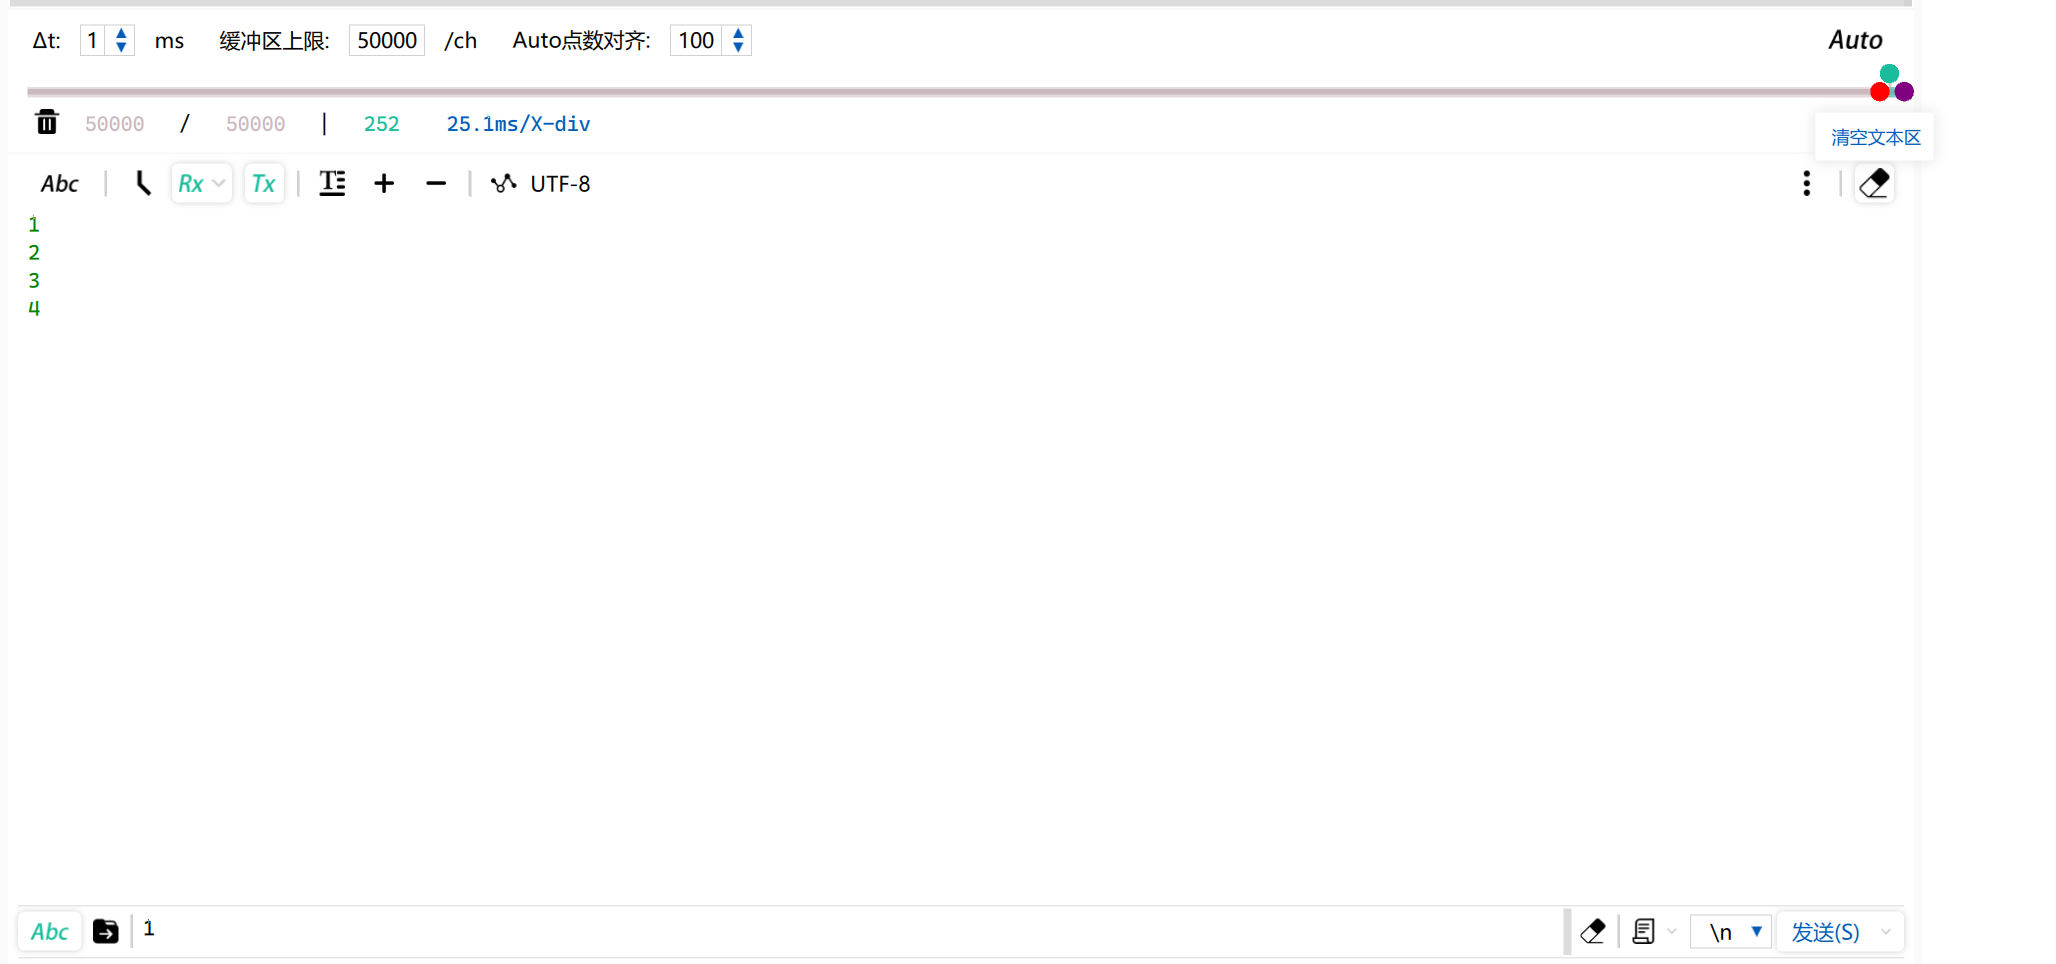 Δt: 1 ms 缓冲区上限: 50000 /ch Auto点数对齐: 100 Auto
50000 / 50000 | 252 25.1ms/X-div
清空文本区
Abc Rx Tx T + - UTF-8
1
2
3
4
Abc 1 \n 发送(S)